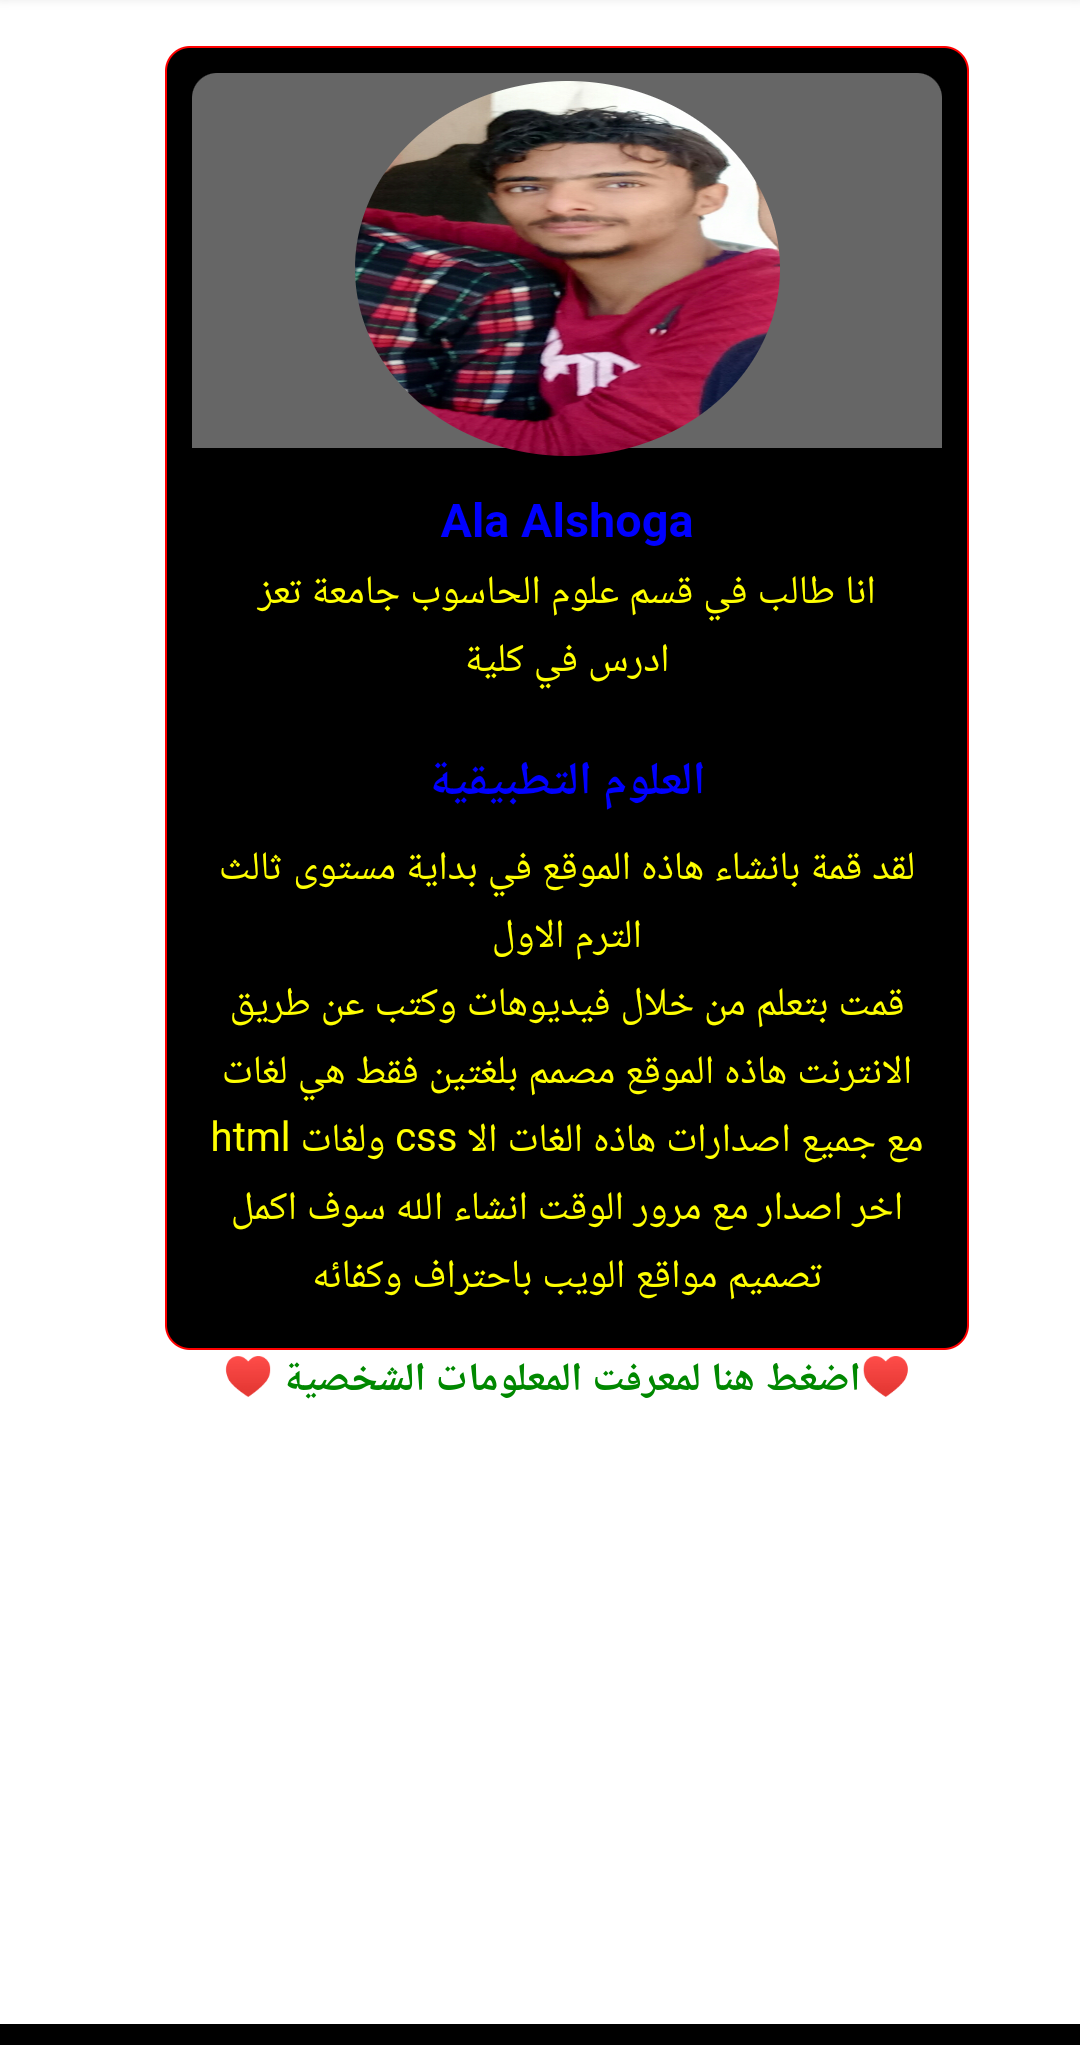 Ala Alshoga
انا طالب في قسم علوم الحاسوب جامعة تعز
ادرس في كلية
العلوم التطبيقية
لقد قمة بانشاء هاذه الموقع في بداية مستوى ثالث
الترم الاول
قمت بتعلم من خلال فيديوهات وكتب عن طريق
الانترنت هاذه الموقع مصمم بلغتين فقط هي لغات
html ولغات css مع جميع اصدارات هاذه الغات الا
اخر اصدار مع مرور الوقت انشاء الله سوف اكمل
تصميم مواقع الويب باحتراف وكفائه
♥️اضغط هنا لمعرفت المعلومات الشخصية ♥️